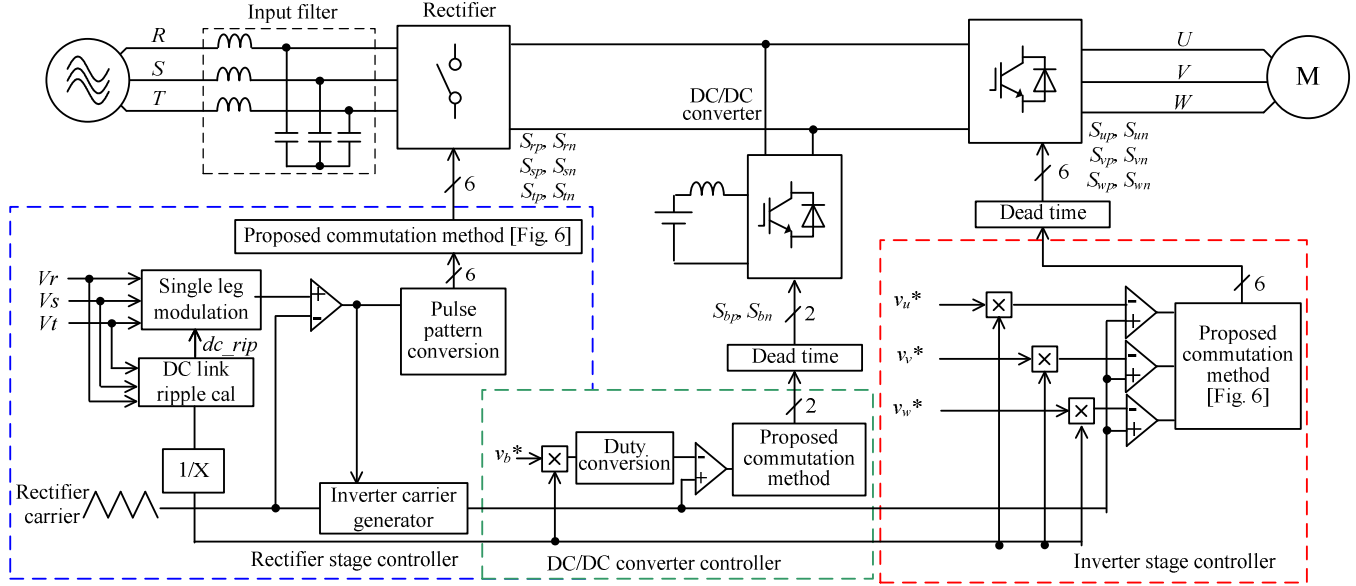 Input filter
Rectifier
R
S
T
DC/DC
converter
U
V
W
M
Srp, Srn
Ssp, Ssn
Stp, Stn
6
Sup, Sun
Svp, Svn
Swp, Swn
6
Dead time
Proposed commutation method [Fig. 6]
6
Vr
Vs
Vt
Single leg
modulation
+
-
Pulse
pattern
conversion
dc_rip
DC link
ripple cal
1/X
Rectifier
carrier
Inverter carrier
generator
Rectifier stage controller
Sbp, Sbn
2
Dead time
2
vb*
×
Duty
conversion
-
+
Proposed
commutation
method
DC/DC converter controller
6
vu*
×
-
+
vv*
×
-
+
vw*
×
-
+
Proposed
commutation
method
[Fig. 6]
Inverter stage controller